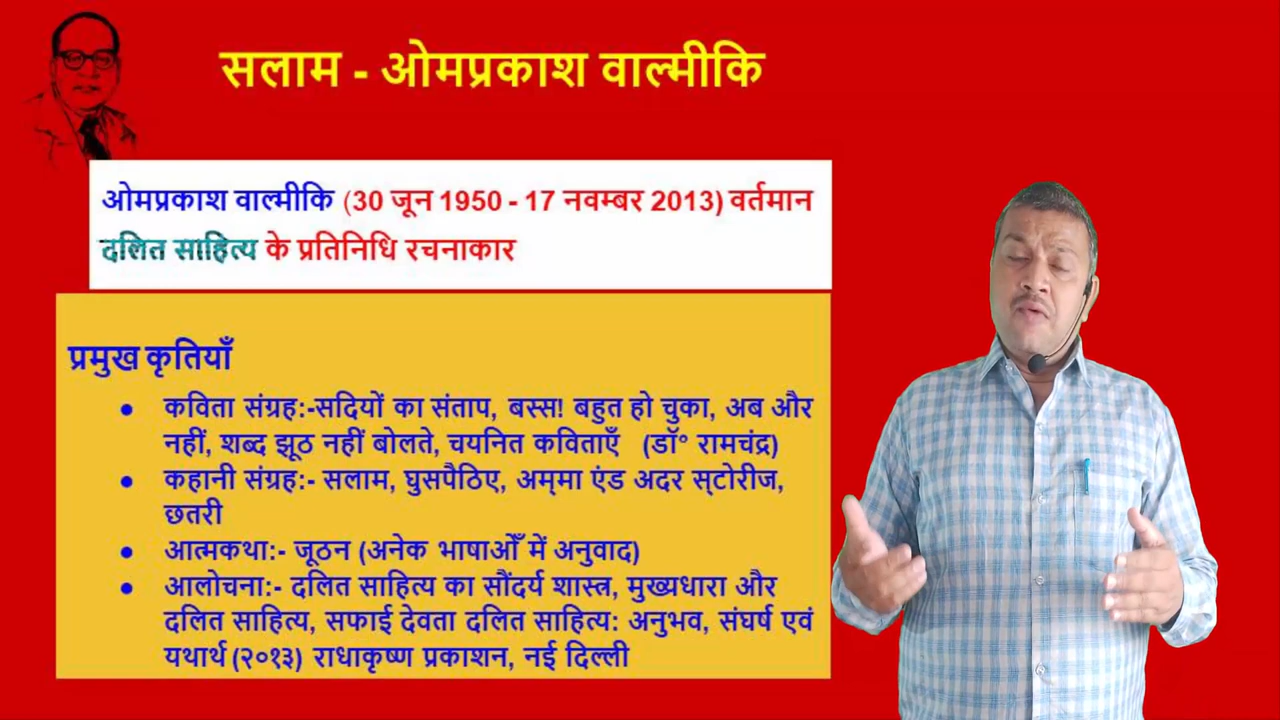 सलाम - ओमप्रकाश वाल्मीकि
ओमप्रकाश वाल्मीकि (30 जून 1950 - 17 नवम्बर 2013) वर्तमान
दलित साहित्य के प्रतिनिधि रचनाकार
प्रमुख कृतियाँ
● कविता संग्रह:-सदियों का संताप, बस्स! बहुत हो चुका, अब और
नहीं, शब्द झूठ नहीं बोलते, चयनित कविताएँ (डॉ° रामचंद्र)
● कहानी संग्रह:- सलाम, घुसपैठिए, अम्‍मा एंड अदर स्‍टोरीज,
छतरी
● आत्मकथा:- जूठन (अनेक भाषाओँ में अनुवाद)
● आलोचना:- दलित साहित्य का सौंदर्य शास्त्र, मुख्यधारा और
दलित साहित्य, सफाई देवता दलित साहित्य: अनुभव, संघर्ष एवं
यथार्थ (२०१३) राधाकृष्ण प्रकाशन, नई दिल्ली